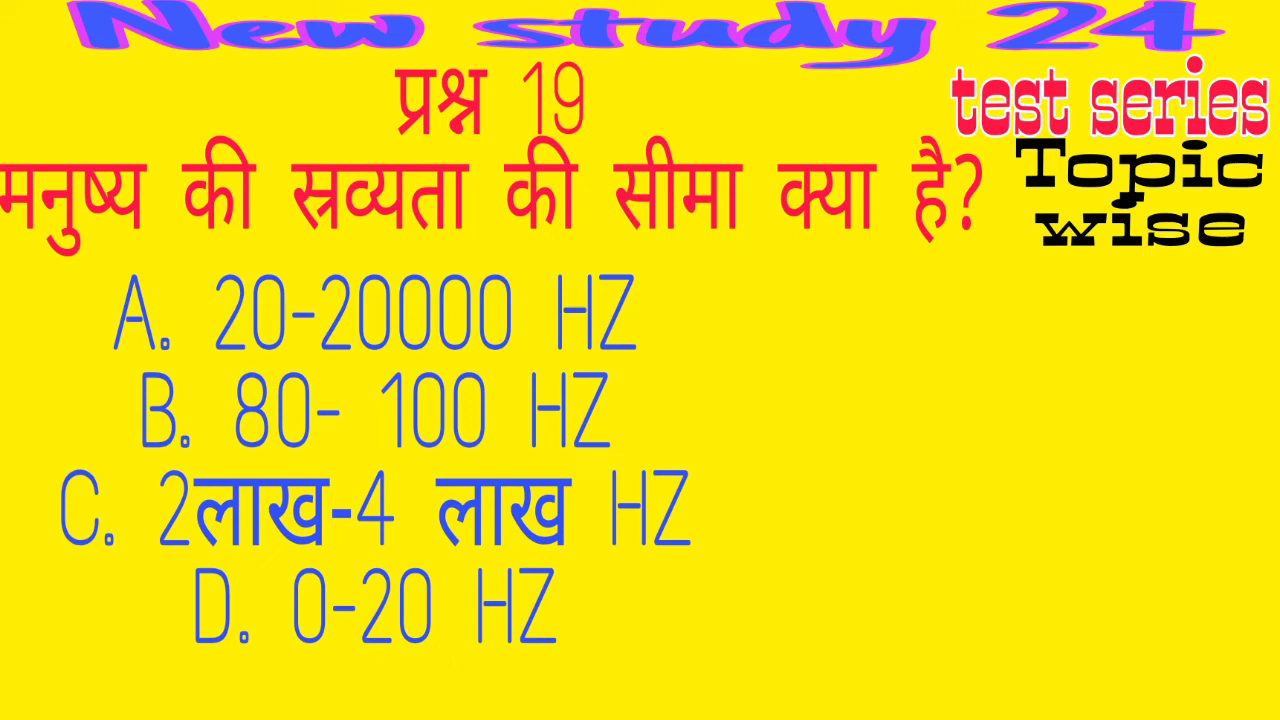 New study 24
test series
Topic
wise
प्रश्न 19
मनुष्य की स्रव्यता की सीमा क्या है?
A. 20-20000 HZ
B. 80- 100 HZ
C. 2लाख-4 लाख HZ
D. 0-20 HZ